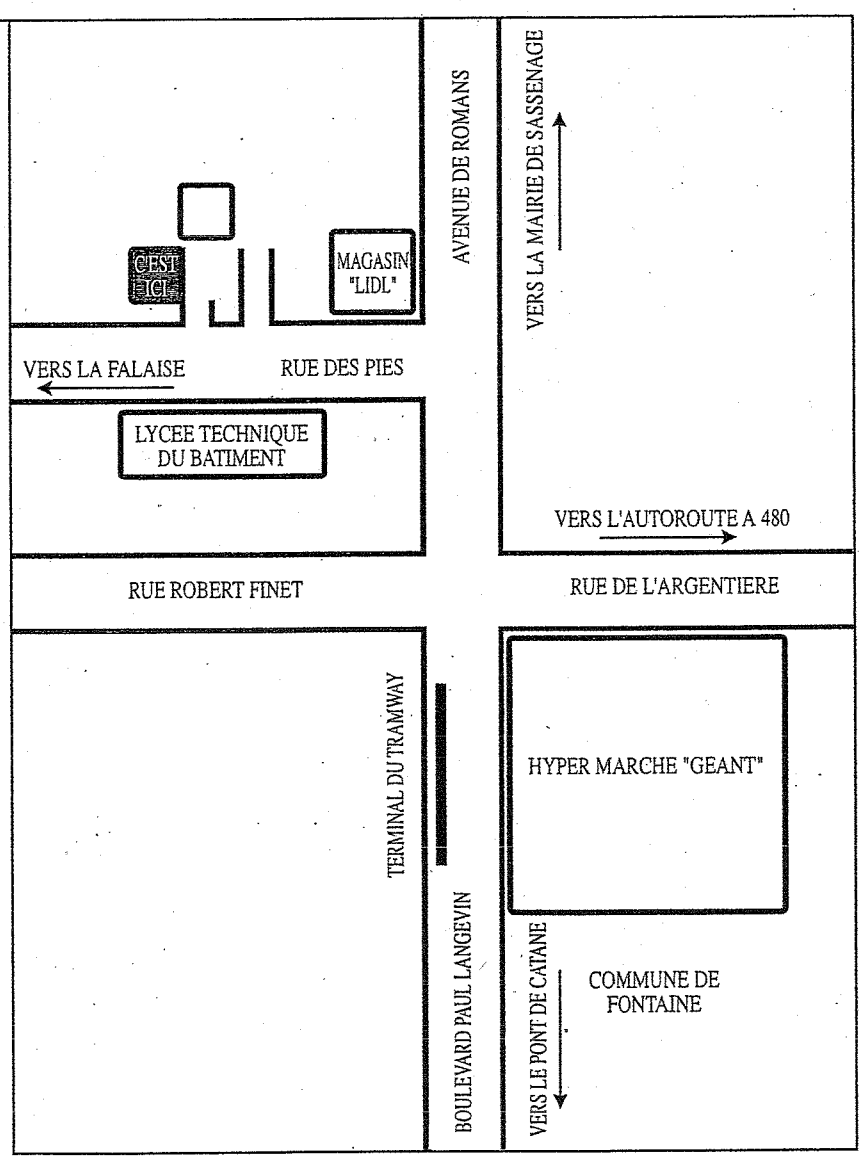 AVENUE DE ROMANS
VERS LA MAIRIE DE SASSENAGE
C'EST
ICI
MAGASIN
"LIDL"
VERS LA FALAISE
RUE DES PIES
LYCEE TECHNIQUE
DU BATIMENT
VERS L'AUTOROUTE A 480
RUE ROBERT FINET
RUE DE L'ARGENTIERE
TERMINAL DU TRAMWAY
HYPER MARCHE "GEANT"
BOULEVARD PAUL LANGEVIN
VERS LE PONT DE CATANE
COMMUNE DE
FONTAINE